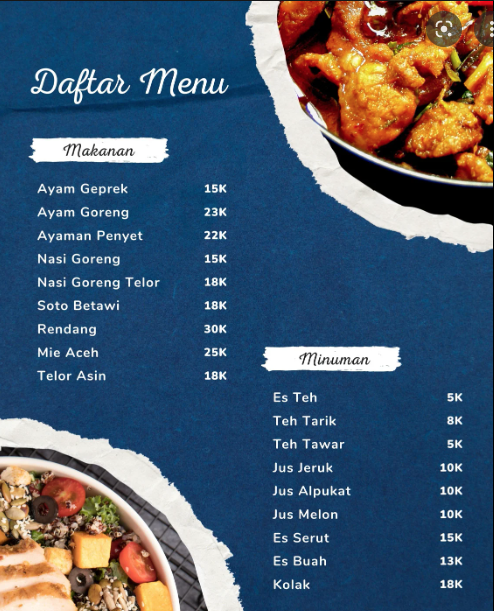 Daftar Menu
Makanan
Ayam Geprek 15K
Ayam Goreng 23K
Ayaman Penyet 22K
Nasi Goreng 15K
Nasi Goreng Telor 18K
Soto Betawi 18K
Rendang 30K
Mie Aceh 25K
Telor Asin 18K
Minuman
Es Teh 5K
Teh Tarik 8K
Teh Tawar 5K
Jus Jeruk 10K
Jus Alpukat 10K
Jus Melon 10K
Es Serut 15K
Es Buah 13K
Kolak 18K